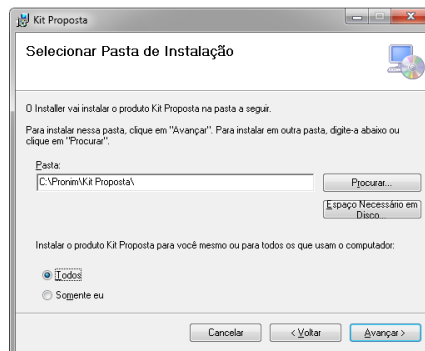 Kit Proposta
Selecionar Pasta de Instalação
O Installer vai instalar o produto Kit Proposta na pasta a seguir.
Para instalar nessa pasta, clique em "Avançar". Para instalar em outra pasta, digite-a abaixo ou
clique em "Procurar".
Pasta:
C:\Pronim\Kit Proposta\
Procurar...
Espaço Necessário em
Disco...
Instalar o produto Kit Proposta para você mesmo ou para todos os que usam o computador:
Todos
Somente eu
Cancelar
< Voltar
Avançar >